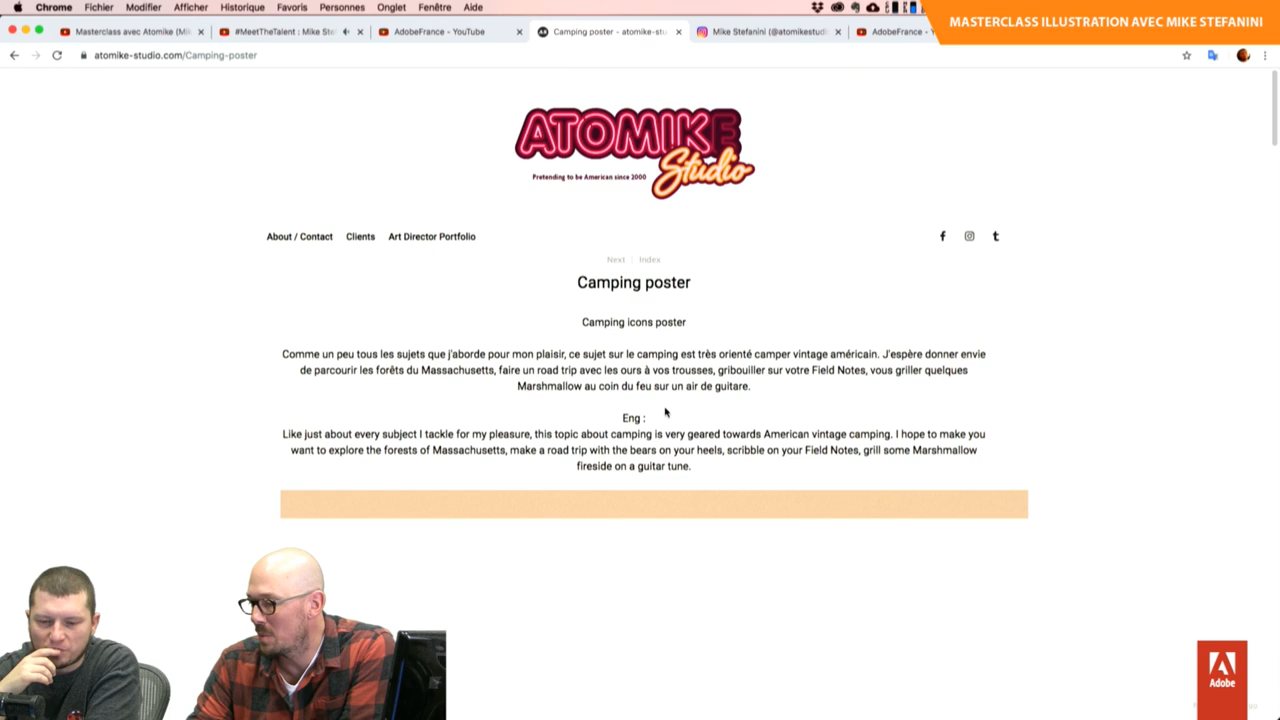 Chrome Fichier Modifier Afficher Historique Favoris Personnes Onglet Fenêtre Aide
MASTERCLASS ILLUSTRATION AVEC MIKE STEFANINI
Masterclass avec Atomike (Mi
#MeetTheTalent : Mike Ste
AdobeFrance - YouTube
Camping poster - atomike-stu
Mike Stefanini (@atomikestudi
AdobeFrance - Y
atomike-studio.com/Camping-poster
ATOMIKE
Studio
Pretending to be American since 2000
About / Contact Clients Art Director Portfolio
Next | Index
Camping poster
Camping icons poster
Comme un peu tous les sujets que j'aborde pour mon plaisir, ce sujet sur le camping est très orienté camper vintage américain. J'espère donner envie
de parcourir les forêts du Massachusetts, faire un road trip avec les ours à vos trousses, gribouiller sur votre Field Notes, vous griller quelques
Marshmallow au coin du feu sur un air de guitare.
Eng :
Like just about every subject I tackle for my pleasure, this topic about camping is very geared towards American vintage camping. I hope to make you
want to explore the forests of Massachusetts, make a road trip with the bears on your heels, scribble on your Field Notes, grill some Marshmallow
fireside on a guitar tune.
Adobe